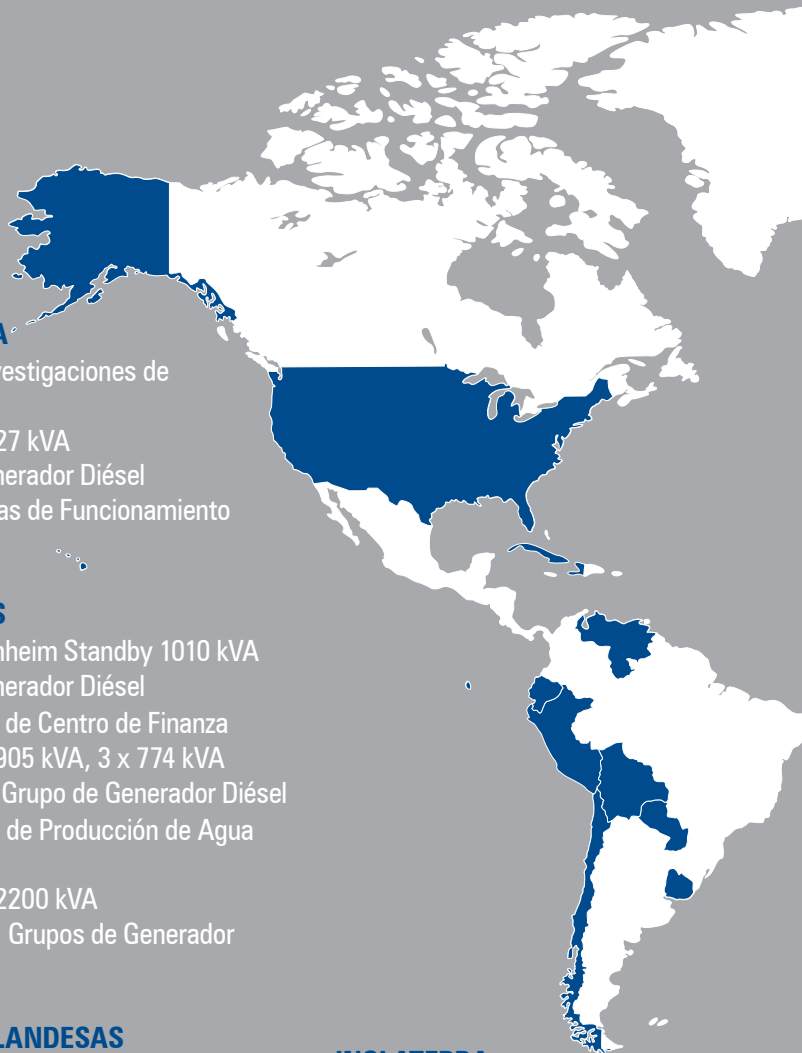 A
vestigaciones de
27 kVA
nerador Diésel
as de Funcionamiento
S
nheim Standby 1010 kVA
nerador Diésel
de Centro de Finanza
905 kVA, 3 x 774 kVA
Grupo de Generador Diésel
de Producción de Agua
2200 kVA
Grupos de Generador
LANDESAS